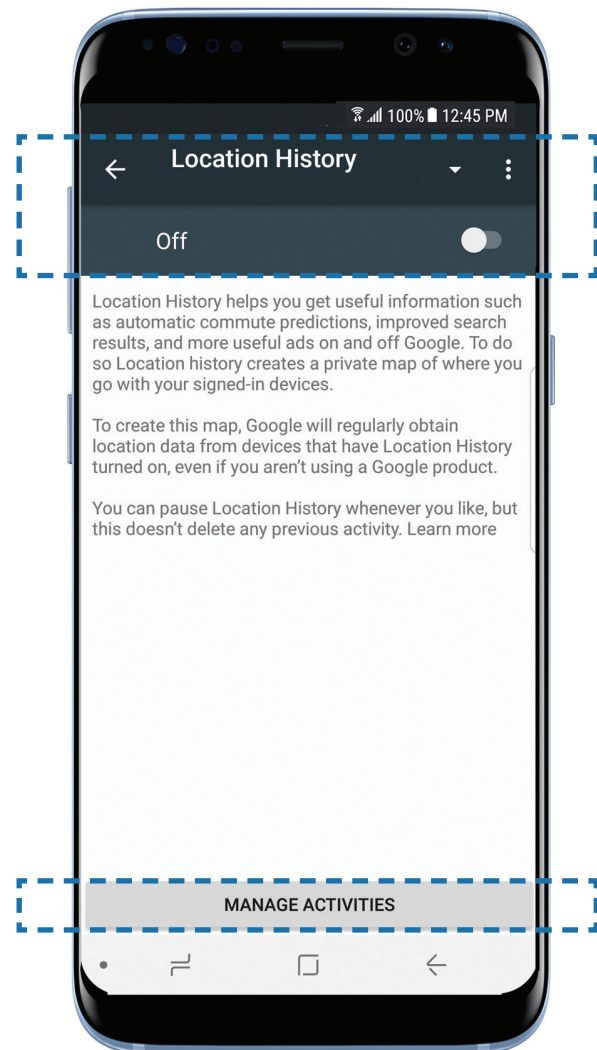 100% 12:45 PM
Location History
Off
Location History helps you get useful information such
as automatic commute predictions, improved search
results, and more useful ads on and off Google. To do
so Location history creates a private map of where you
go with your signed-in devices.
To create this map, Google will regularly obtain
location data from devices that have Location History
turned on, even if you aren’t using a Google product.
You can pause Location History whenever you like, but
this doesn’t delete any previous activity. Learn more
MANAGE ACTIVITIES